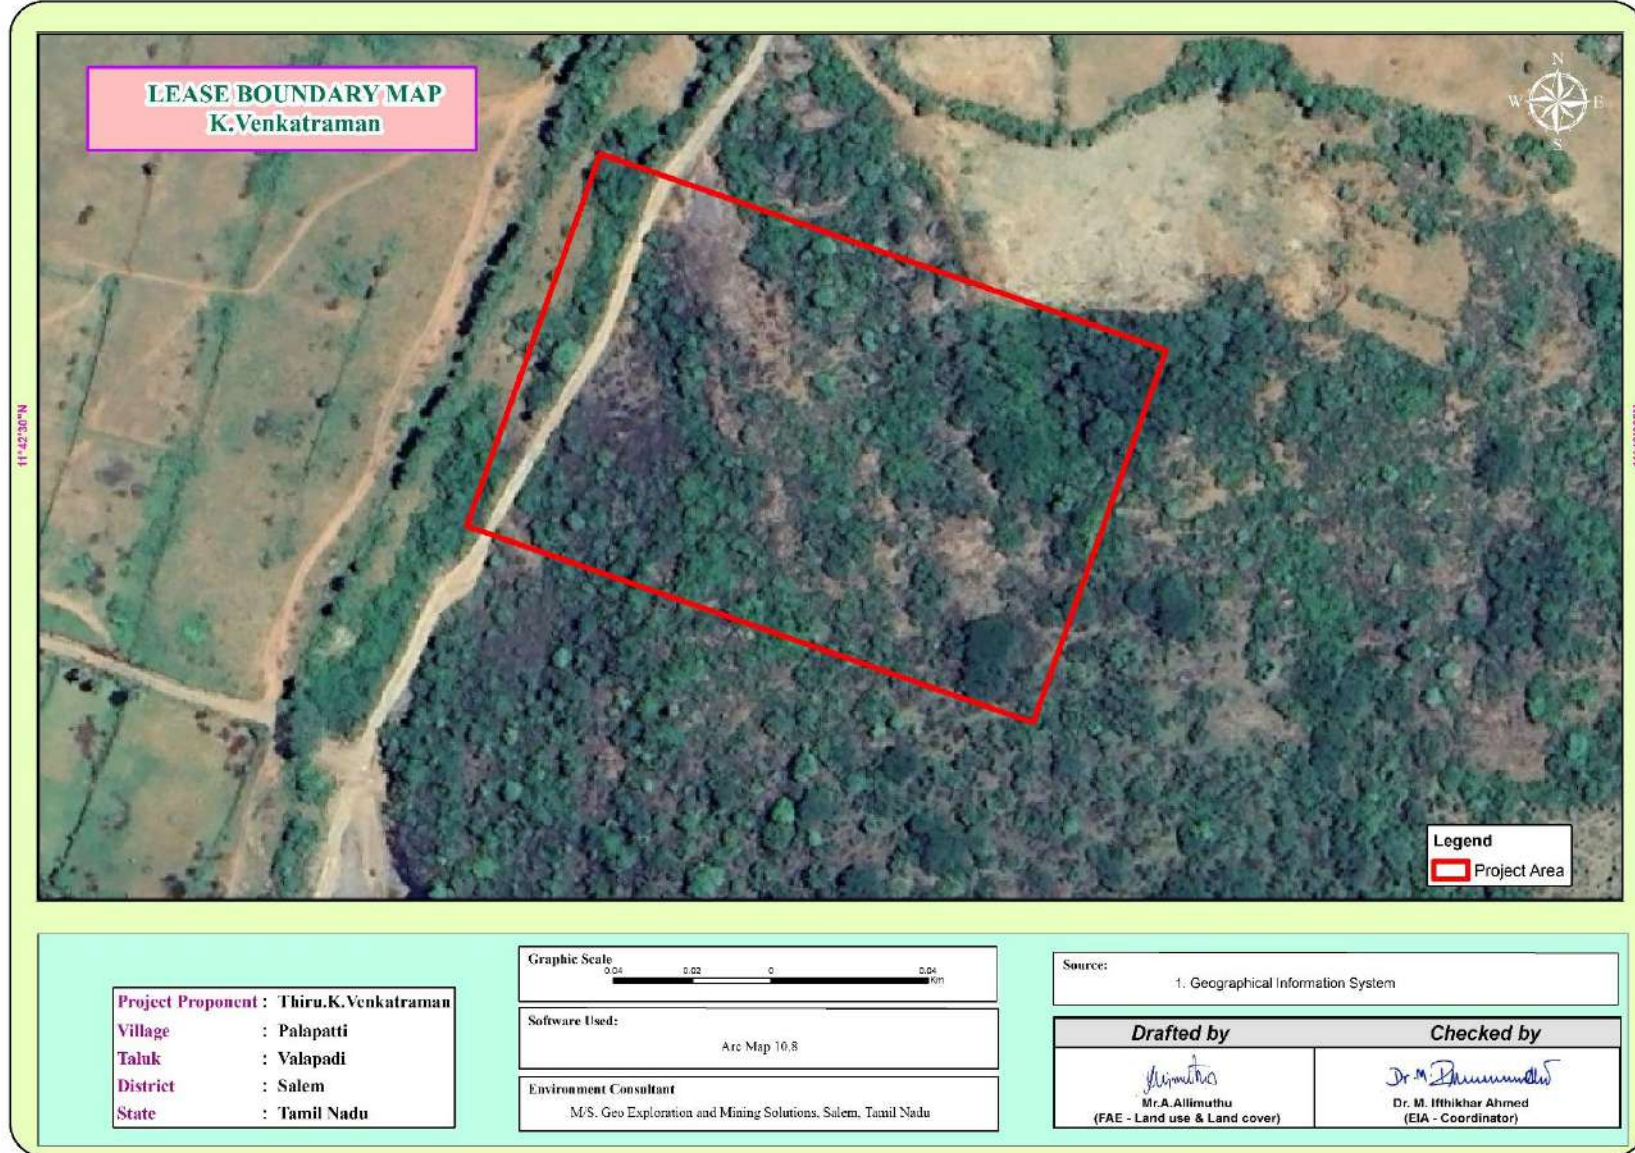 LEASE BOUNDARY MAP
K.Venkatraman
N
W E
S
11°42'30"N
Legend
Project Area
Project Proponent : Thiru.K.Venkatraman
Village : Palapatti
Taluk : Valapadi
District : Salem
State : Tamil Nadu
Graphic Scale
0.04 0.02 0 0.04
Km
Software Used:
Arc Map 10.8
Environment Consultant
M/S. Geo Exploration and Mining Solutions, Salem, Tamil Nadu
Source:
1. Geographical Information System
Drafted by Checked by
Mr.A.Allimuthu
(FAE - Land use & Land cover)
Dr. M
Dr. M. Ifthikhar Ahmed
(EIA - Coordinator)